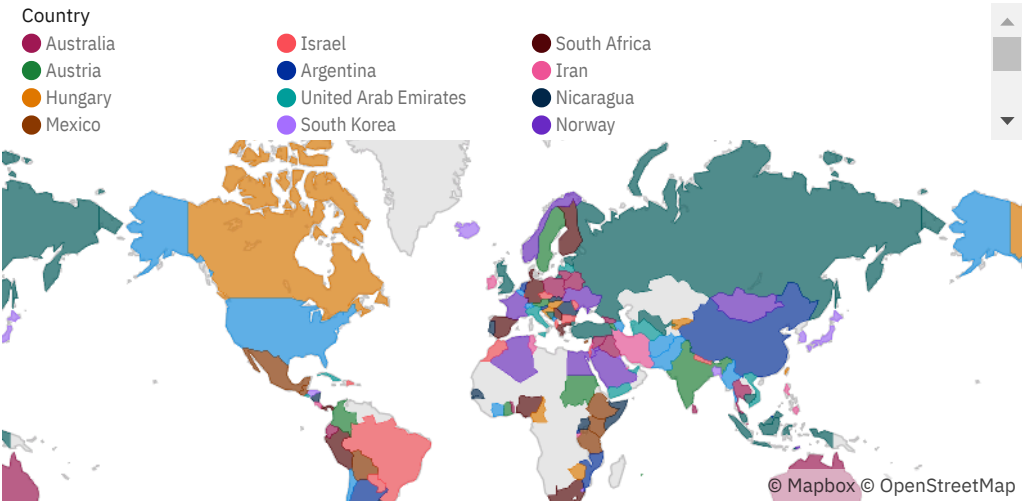 Country
Australia
Israel
South Africa
Austria
Argentina
Iran
Hungary
United Arab Emirates
Nicaragua
Mexico
South Korea
Norway
© Mapbox © OpenStreetMap